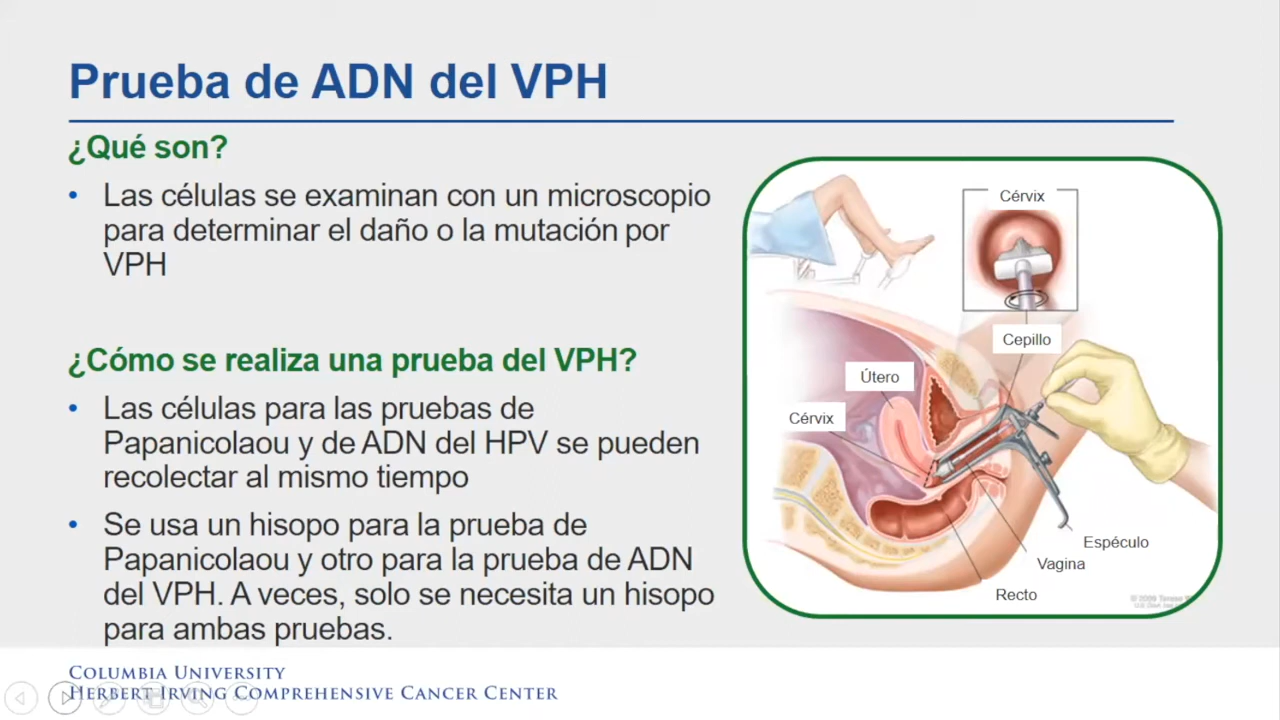 Prueba de ADN del VPH
¿Qué son?
• Las células se examinan con un microscopio
para determinar el daño o la mutación por
VPH
¿Cómo se realiza una prueba del VPH?
• Las células para las pruebas de
Papanicolaou y de ADN del HPV se pueden
recolectar al mismo tiempo
• Se usa un hisopo para la prueba de
Papanicolaou y otro para la prueba de ADN
del VPH. A veces, solo se necesita un hisopo
para ambas pruebas.
Cérvix
Cepillo
Útero
Cérvix
Espéculo
Vagina
Recto
COLUMBIA UNIVERSITY
HERBERT IRVING COMPREHENSIVE CANCER CENTER